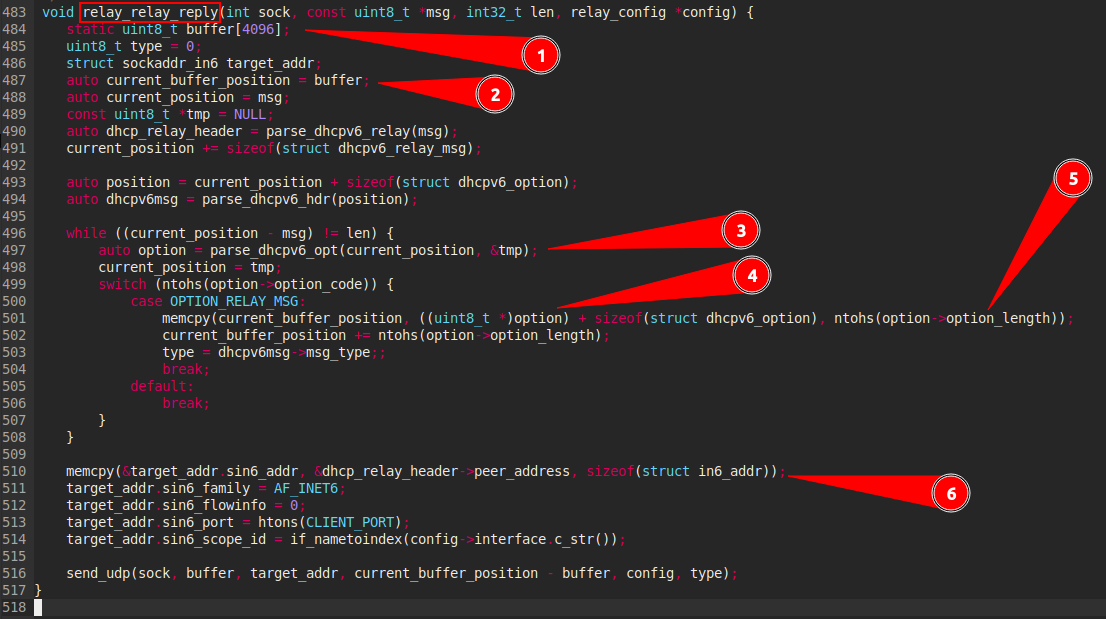 483 void relay_relay_reply(int sock, const uint8_t *msg, int32_t len, relay_config *config) {
484     static uint8_t buffer[4096];
485     uint8_t type = 0;
486     struct sockaddr_in6 target_addr;
487     auto current_buffer_position = buffer;
488     auto current_position = msg;
489     const uint8_t *tmp = NULL;
490     auto dhcp_relay_header = parse_dhcpv6_relay(msg);
491     current_position += sizeof(struct dhcpv6_relay_msg);
492
493     auto position = current_position + sizeof(struct dhcpv6_option);
494     auto dhcpv6msg = parse_dhcpv6_hdr(position);
495
496     while ((current_position - msg) != len) {
497         auto option = parse_dhcpv6_opt(current_position, &tmp);
498         current_position = tmp;
499         switch (ntohs(option->option_code)) {
500             case OPTION_RELAY_MSG:
501                 memcpy(current_buffer_position, ((uint8_t *)option) + sizeof(struct dhcpv6_option), ntohs(option->option_length));
502                 current_buffer_position += ntohs(option->option_length);
503                 type = dhcpv6msg->msg_type;;
504                 break;
505             default:
506                 break;
507         }
508     }
509
510     memcpy(&target_addr.sin6_addr, &dhcp_relay_header->peer_address, sizeof(struct in6_addr));
511     target_addr.sin6_family = AF_INET6;
512     target_addr.sin6_flowinfo = 0;
513     target_addr.sin6_port = htons(CLIENT_PORT);
514     target_addr.sin6_scope_id = if_nametoindex(config->interface.c_str());
515
516     send_udp(sock, buffer, target_addr, current_buffer_position - buffer, config, type);
517 }
518
1
2
3
4
5
6